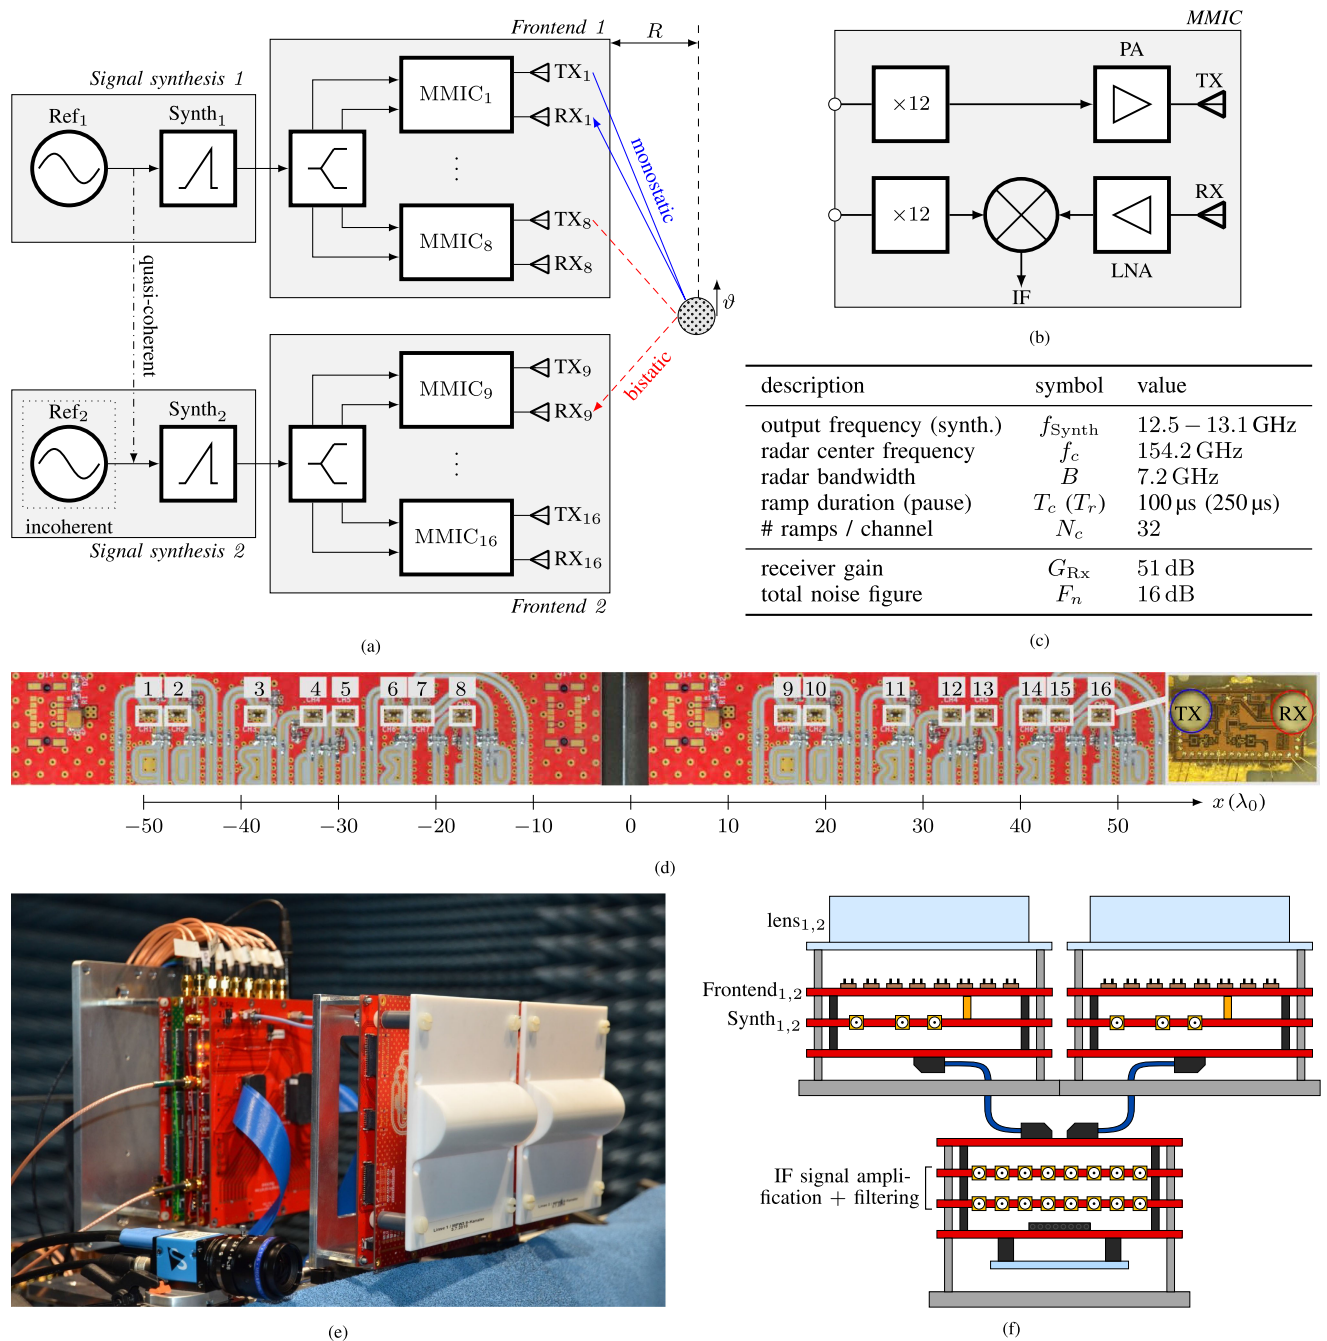 Frontend 1
Signal synthesis 1
Ref1
Synth1
MMIC1
TX1
RX1
⋮
MMIC8
TX8
RX8
R
monostatic
quasi-coherent
ϑ
bistatic
Ref2
Synth2
incoherent
Signal synthesis 2
MMIC9
TX9
RX9
⋮
MMIC16
TX16
RX16
Frontend 2
(a)
MMIC
PA
×12
TX
×12
RX
LNA
IF
(b)
description symbol value
output frequency (synth.) fSynth 12.5 − 13.1 GHz
radar center frequency fc 154.2 GHz
radar bandwidth B 7.2 GHz
ramp duration (pause) Tc (Tr) 100 µs (250 µs)
# ramps / channel Nc 32
receiver gain GRx 51 dB
total noise figure Fn 16 dB
(c)
1 2 3 4 5 6 7 8 9 10 11 12 13 14 15 16
TX RX
x (λ0)
−50 −40 −30 −20 −10 0 10 20 30 40 50
(d)
(e)
lens1,2
Frontend1,2
Synth1,2
IF signal ampli-
fication + filtering
(f)